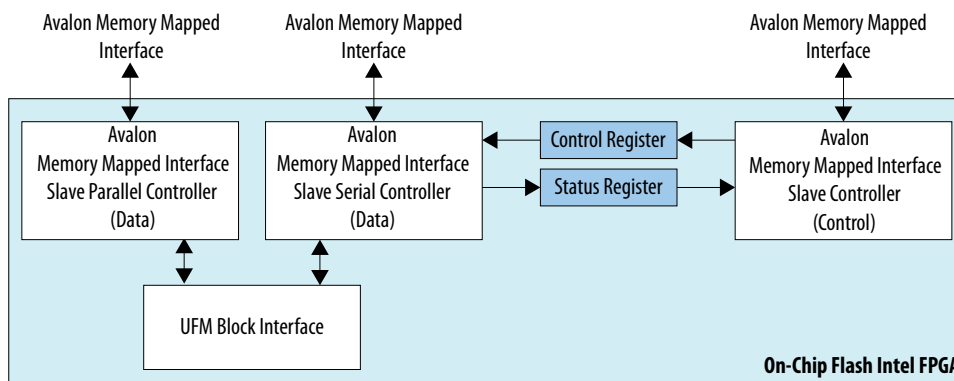 Avalon Memory Mapped
Interface
Avalon Memory Mapped
Interface
Avalon Memory Mapped
Interface
Avalon
Memory Mapped Interface
Slave Parallel Controller
(Data)
Avalon
Memory Mapped Interface
Slave Serial Controller
(Data)
Control Register
Status Register
Avalon
Memory Mapped Interface
Slave Controller
(Control)
UFM Block Interface
On-Chip Flash Intel FPGA